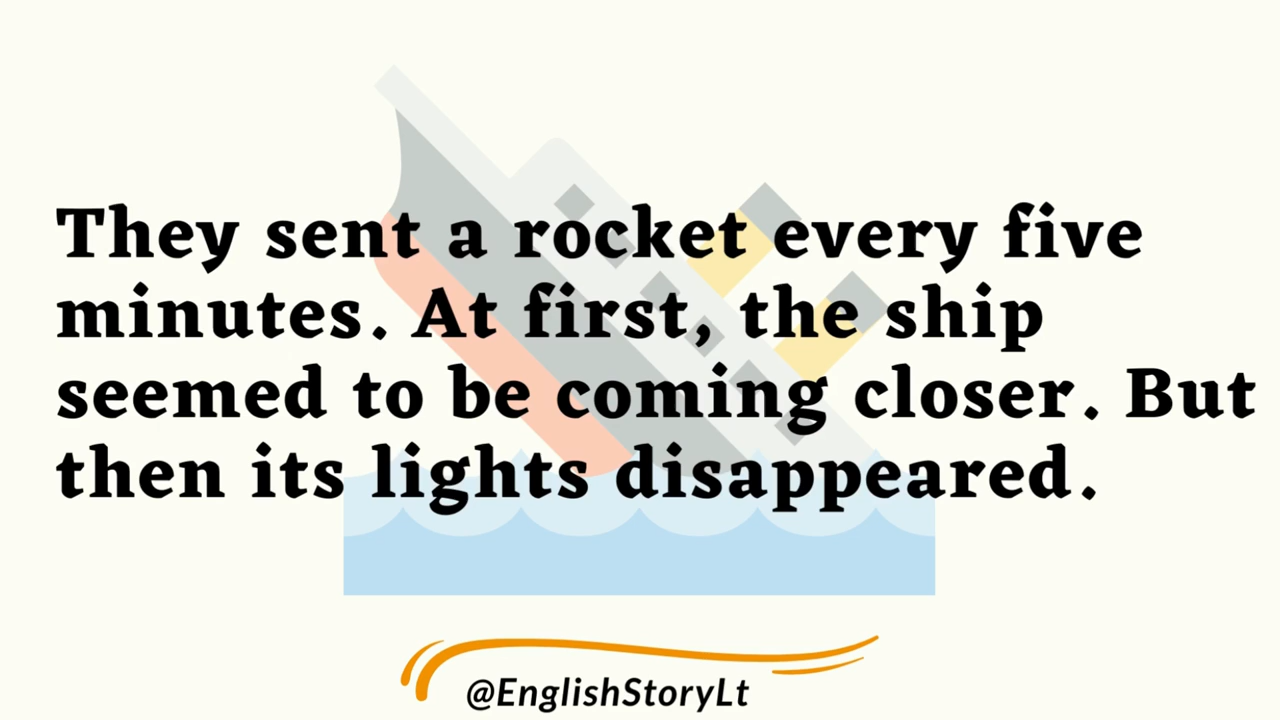 They sent a rocket every five
minutes. At first, the ship
seemed to be coming closer. But
then its lights disappeared.
@EnglishStoryLt